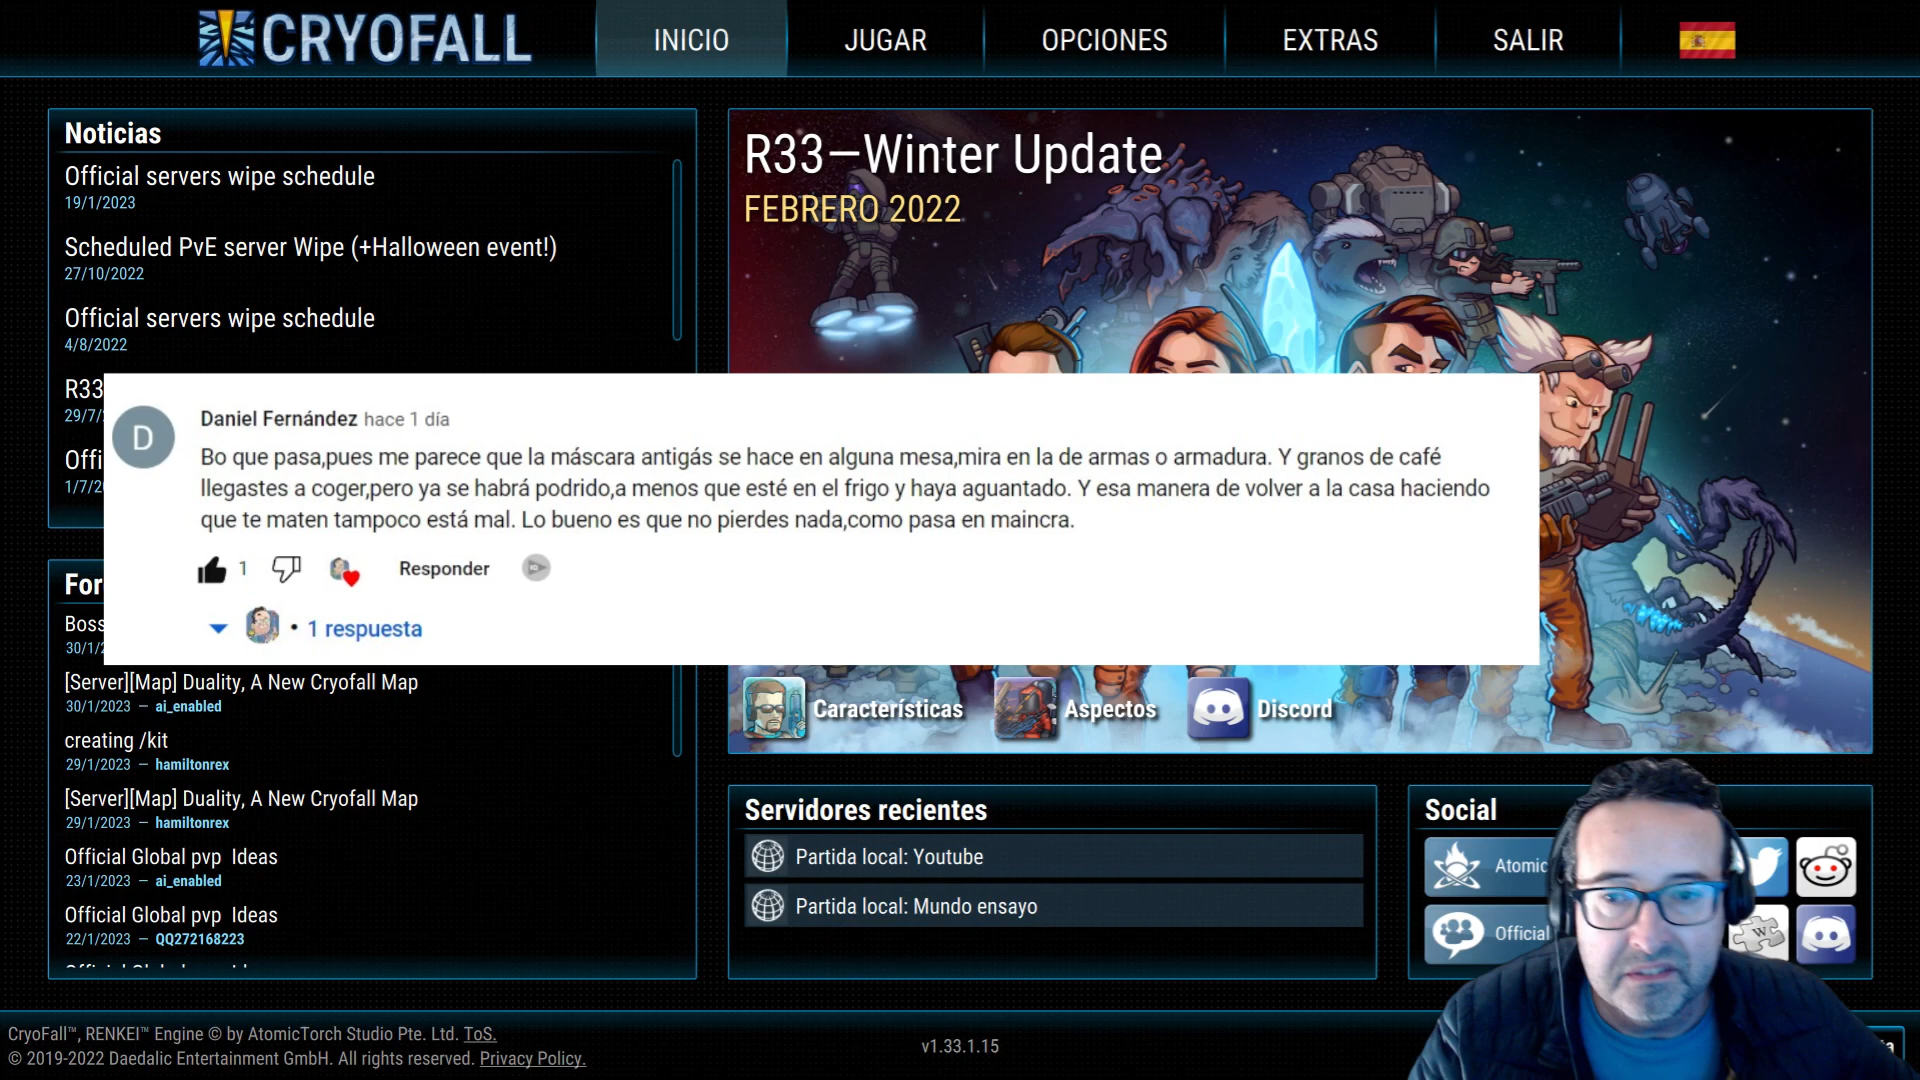 CRYOFALL
INICIO
JUGAR
OPCIONES
EXTRAS
SALIR
Noticias
Official servers wipe schedule
19/1/2023
Scheduled PvE server Wipe (+Halloween event!)
27/10/2022
Official servers wipe schedule
4/8/2022
R33
29/7/
Offi
1/7/20
R33—Winter Update
FEBRERO 2022
D
Daniel Fernández hace 1 día
Bo que pasa,pues me parece que la máscara antigás se hace en alguna mesa,mira en la de armas o armadura. Y granos de café
llegastes a coger,pero ya se habrá podrido,a menos que esté en el frigo y haya aguantado. Y esa manera de volver a la casa haciendo
que te maten tampoco está mal. Lo bueno es que no pierdes nada,como pasa en maincra.
1
Responder
• 1 respuesta
For
Boss
30/1/2
[Server][Map] Duality, A New Cryofall Map
30/1/2023 — ai_enabled
creating /kit
29/1/2023 — hamiltonrex
[Server][Map] Duality, A New Cryofall Map
29/1/2023 — hamiltonrex
Official Global pvp Ideas
23/1/2023 — ai_enabled
Official Global pvp Ideas
22/1/2023 — QQ272168223
Características
Aspectos
Discord
Servidores recientes
Partida local: Youtube
Partida local: Mundo ensayo
Social
Atomic
Official
W
CryoFall™, RENKEI™ Engine © by AtomicTorch Studio Pte. Ltd. ToS.
© 2019-2022 Daedalic Entertainment GmbH. All rights reserved. Privacy Policy.
v1.33.1.15